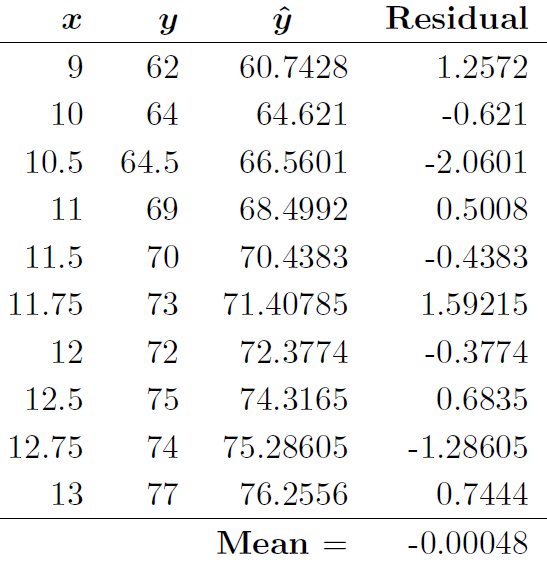 x y ŷ Residual
9 62 60.7428 1.2572
10 64 64.621 -0.621
10.5 64.5 66.5601 -2.0601
11 69 68.4992 0.5008
11.5 70 70.4383 -0.4383
11.75 73 71.40785 1.59215
12 72 72.3774 -0.3774
12.5 75 74.3165 0.6835
12.75 74 75.28605 -1.28605
13 77 76.2556 0.7444
Mean = -0.00048